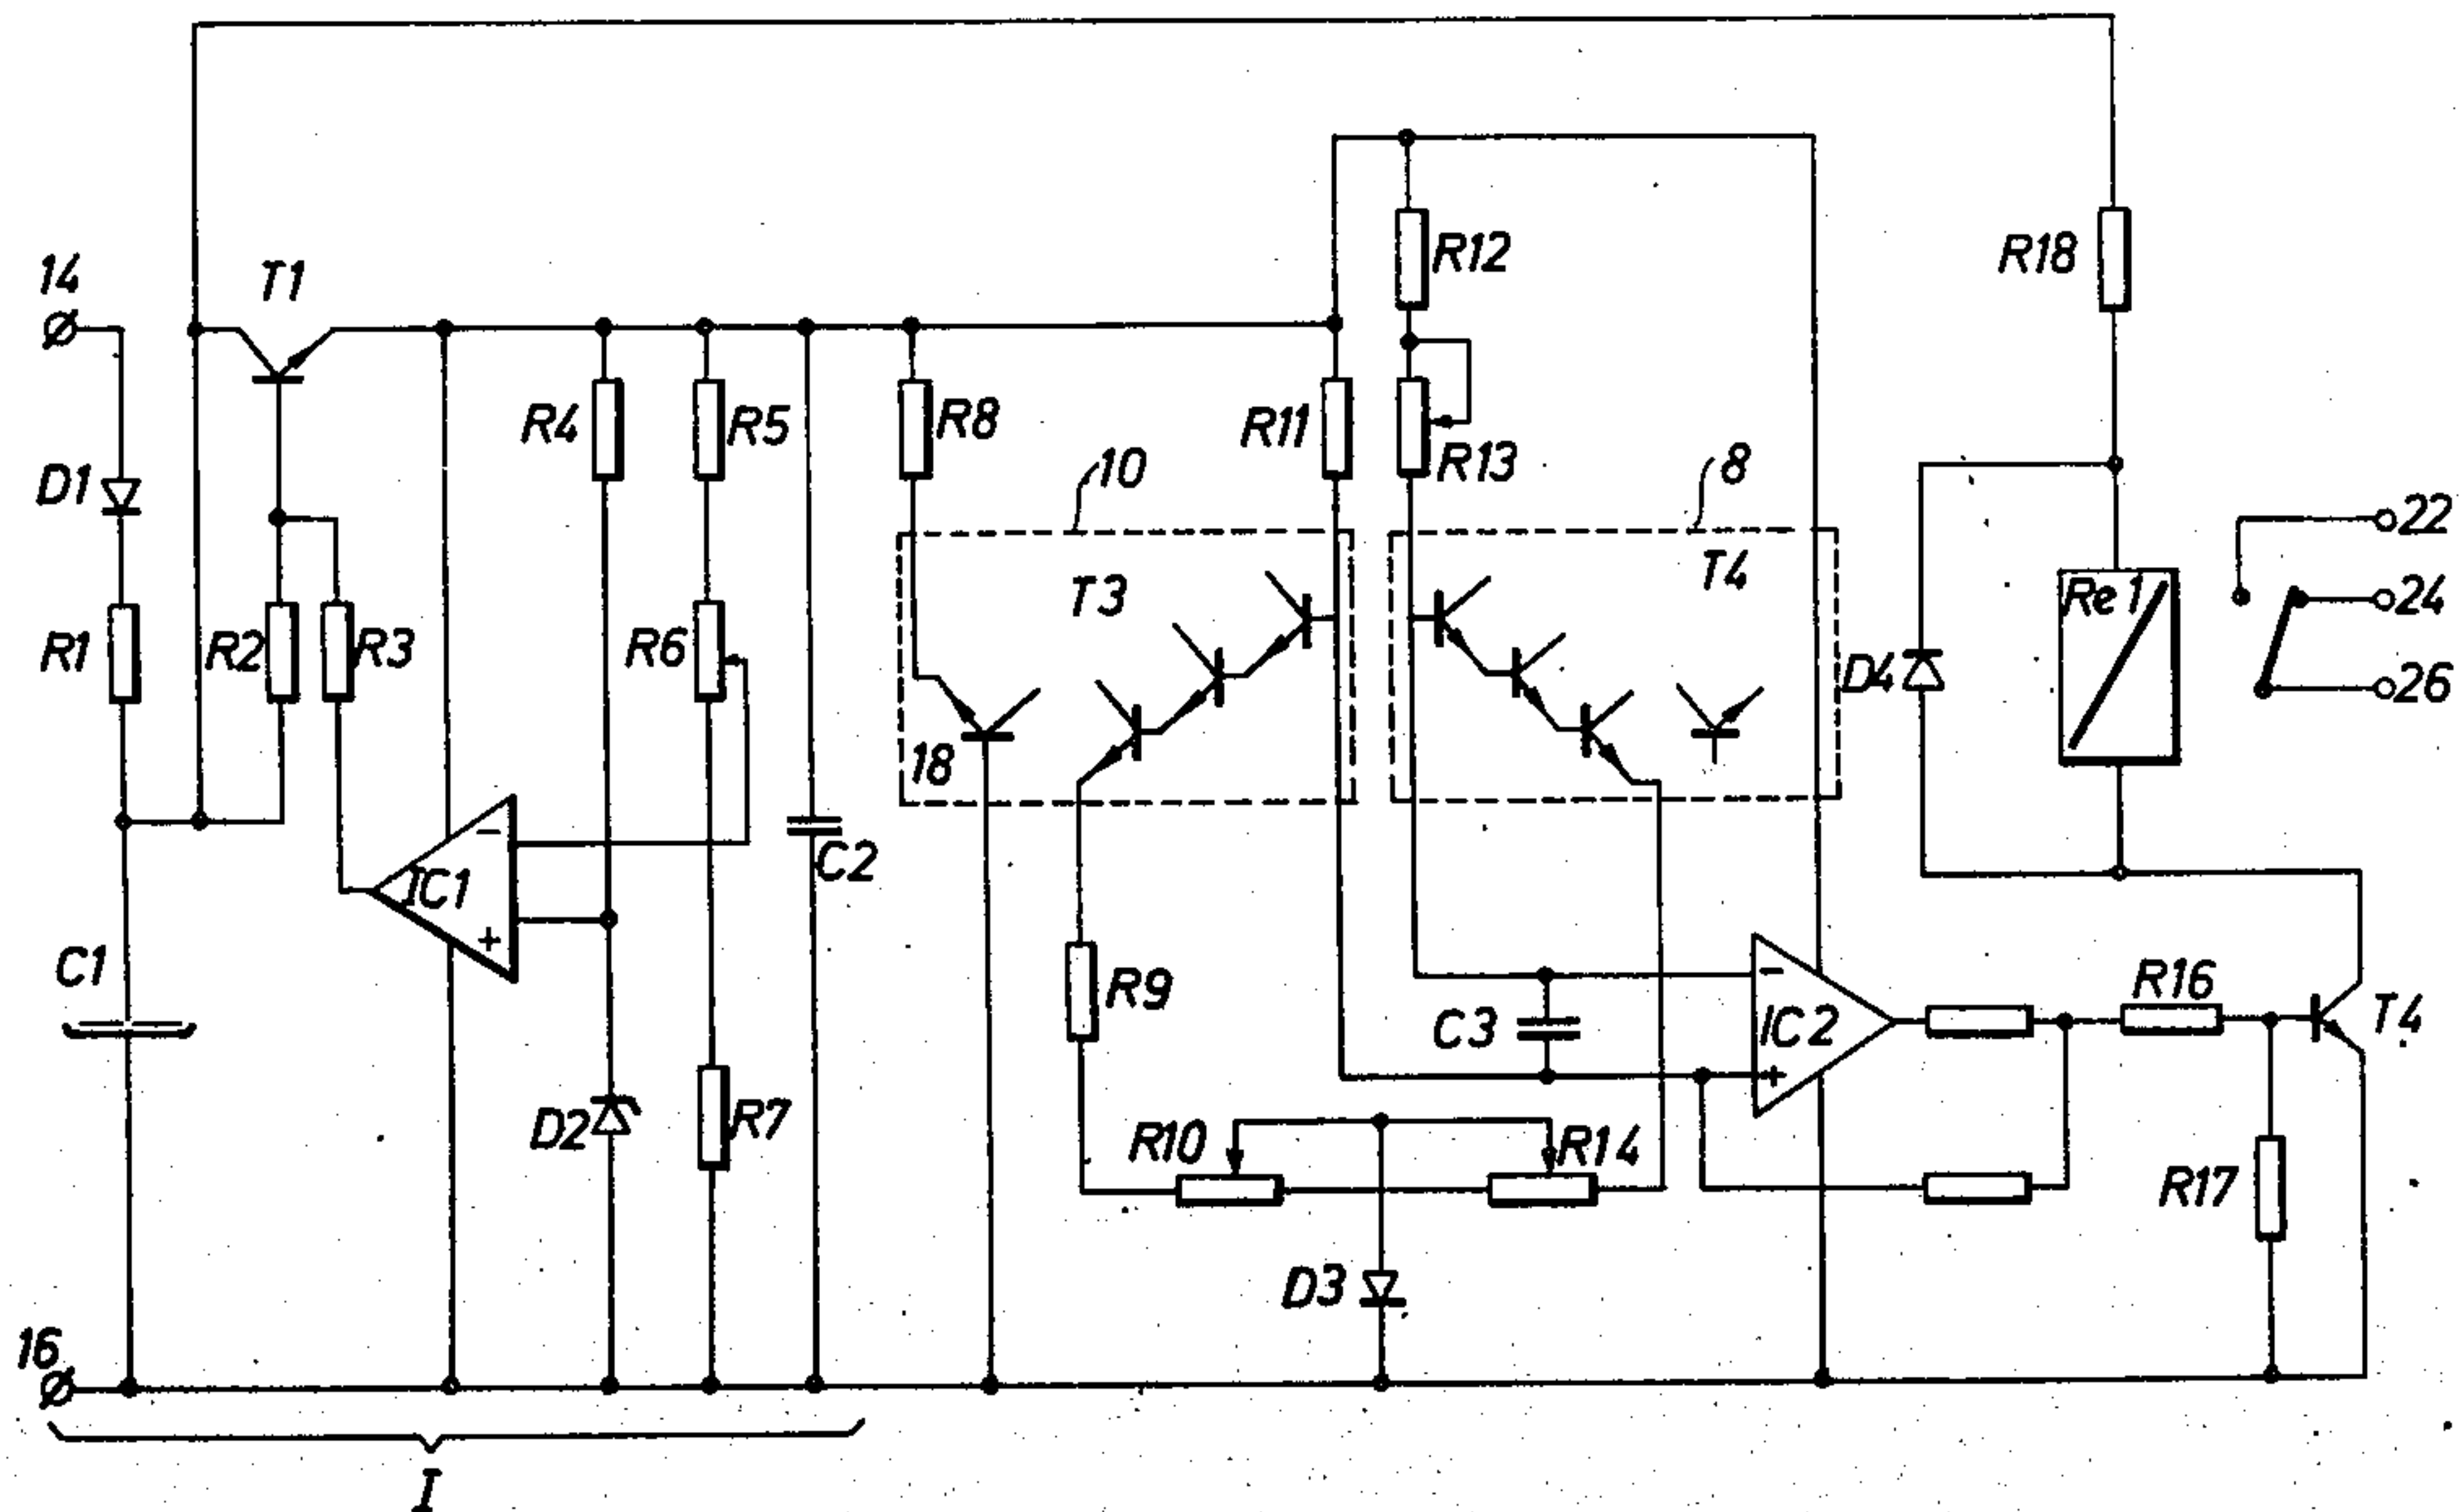 14
T1
D1
R1
R2
R3
C1
16
IC1
-
+
R4
D2
R5
R6
R7
C2
I
R8
10
T3
18
R9
R10
R11
R12
R13
8
T4
C3
R14
D3
IC2
-
+
R18
D4
Re1
22
24
26
R16
T4
R17